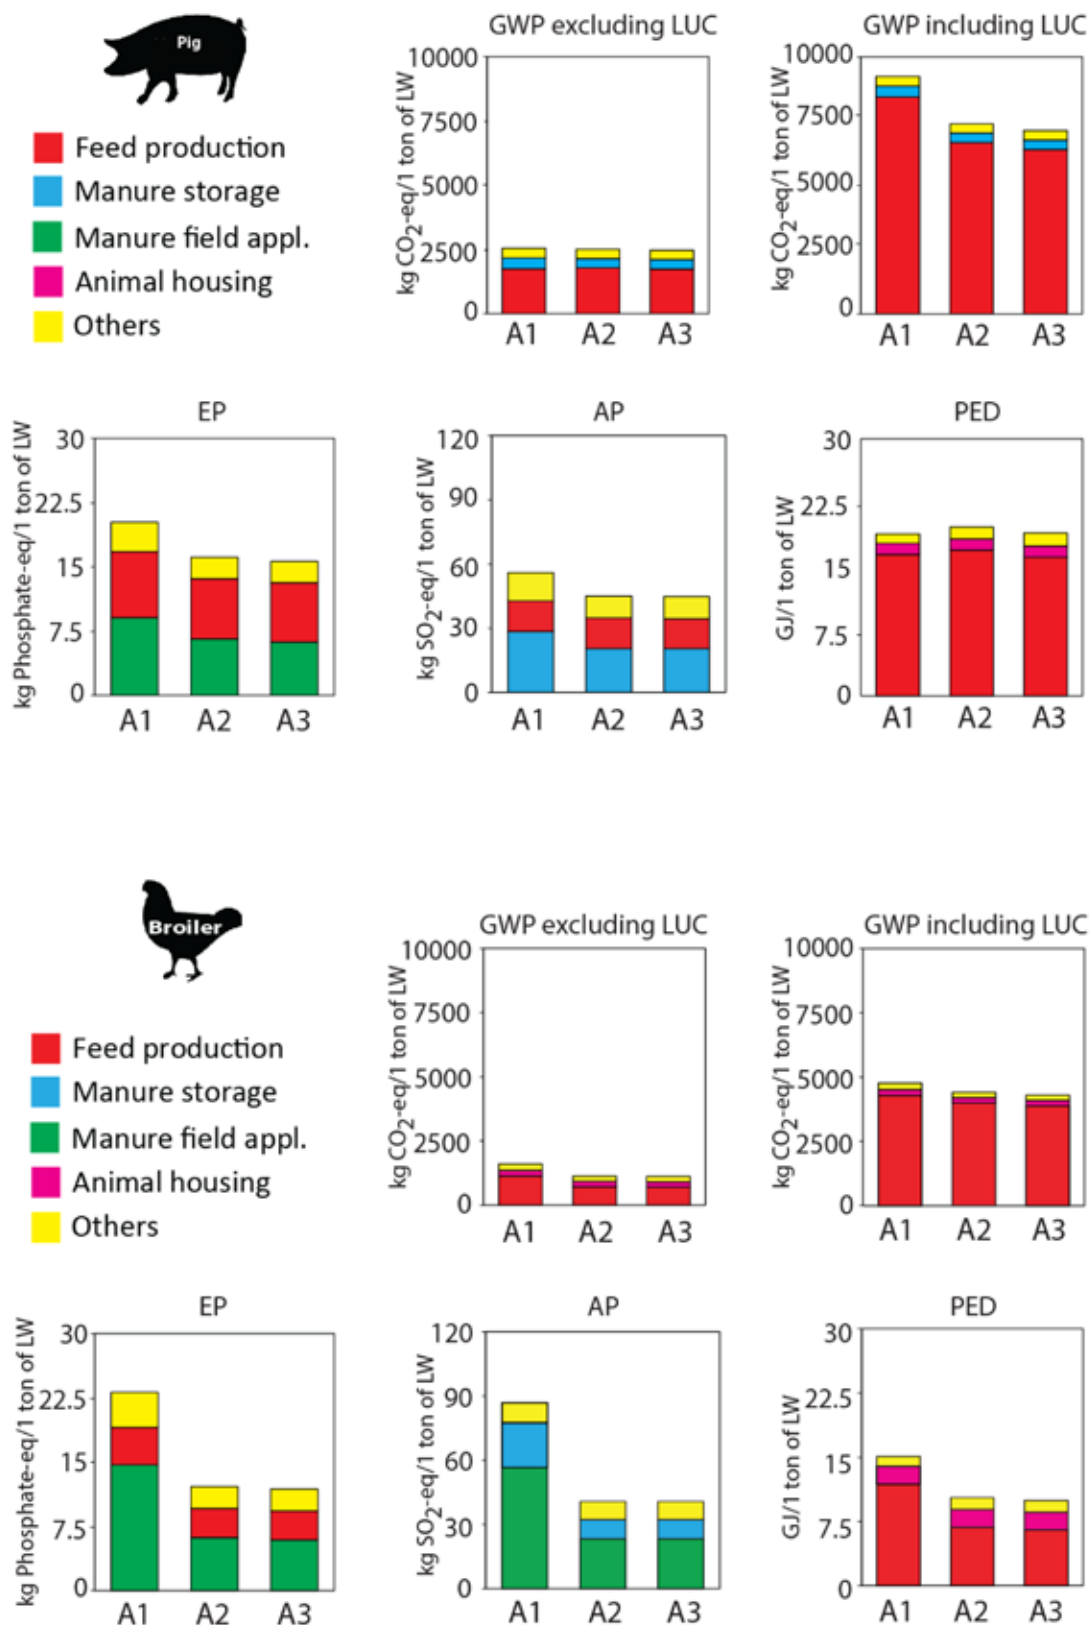 Pig
Feed production
Manure storage
Manure field appl.
Animal housing
Others
GWP excluding LUC
kg CO₂-eq/1 ton of LW
10000
7500
5000
2500
0
A1 A2 A3
GWP including LUC
kg CO₂-eq/1 ton of LW
10000
7500
5000
2500
0
A1 A2 A3
EP
kg Phosphate-eq/1 ton of LW
30
22.5
15
7.5
0
A1 A2 A3
AP
kg SO₂-eq/1 ton of LW
120
90
60
30
0
A1 A2 A3
PED
GJ/1 ton of LW
30
22.5
15
7.5
0
A1 A2 A3
Broiler
Feed production
Manure storage
Manure field appl.
Animal housing
Others
GWP excluding LUC
kg CO₂-eq/1 ton of LW
10000
7500
5000
2500
0
A1 A2 A3
GWP including LUC
kg CO₂-eq/1 ton of LW
10000
7500
5000
2500
0
A1 A2 A3
EP
kg Phosphate-eq/1 ton of LW
30
22.5
15
7.5
0
A1 A2 A3
AP
kg SO₂-eq/1 ton of LW
120
90
60
30
0
A1 A2 A3
PED
GJ/1 ton of LW
30
22.5
15
7.5
0
A1 A2 A3